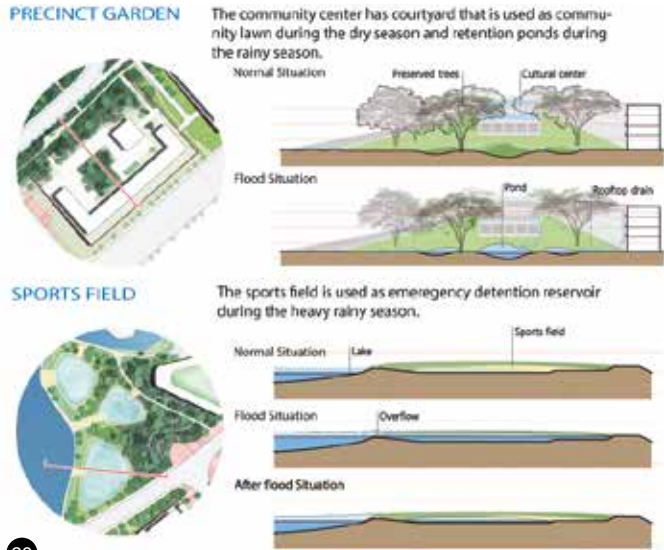 PRECINCT GARDEN
The community center has courtyard that is used as commu-
nity lawn during the dry season and retention ponds during
the rainy season.
Normal Situation
Preserved trees
Cultural center
Flood Situation
Pond
Rooftop drain
SPORTS FIELD
The sports field is used as emeregency detention reservoir
during the heavy rainy season.
Normal Situation
Lake
Sports field
Flood Situation
Overflow
After flood Situation